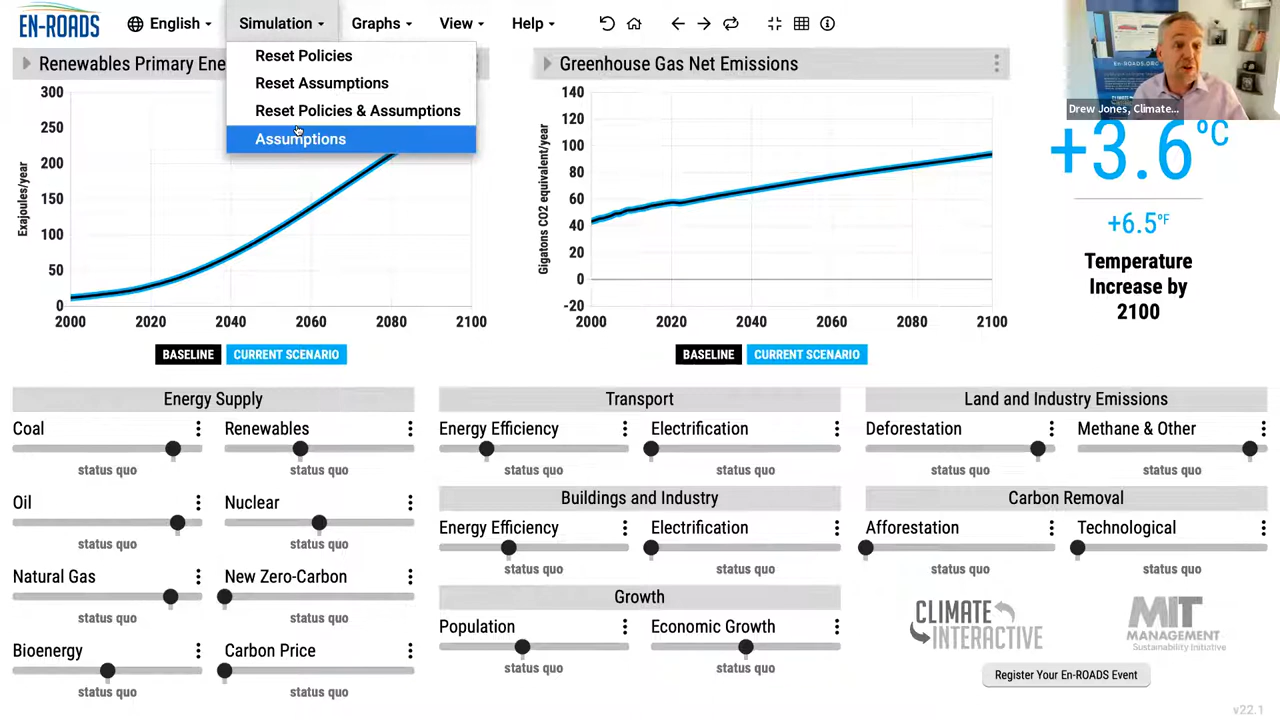 EN-ROADS
English
Simulation
Graphs
View
Help
Reset Policies
Reset Assumptions
Reset Policies & Assumptions
Assumptions
Renewables Primary Ene
300
250
200
150
100
50
0
Exajoules/year
2000 2020 2040 2060 2080 2100
BASELINE CURRENT SCENARIO
Greenhouse Gas Net Emissions
140
120
100
80
60
40
20
0
-20
Gigatons CO2 equivalent/year
2000 2020 2040 2060 2080 2100
BASELINE CURRENT SCENARIO
EN-ROADS.ORG
Drew Jones, Climate...
+3.6°C
+6.5°F
Temperature
Increase by
2100
Energy Supply
Coal
status quo
Renewables
status quo
Oil
status quo
Nuclear
status quo
Natural Gas
status quo
New Zero-Carbon
status quo
Bioenergy
status quo
Carbon Price
status quo
Transport
Energy Efficiency
status quo
Electrification
status quo
Buildings and Industry
Energy Efficiency
status quo
Electrification
status quo
Growth
Population
status quo
Economic Growth
status quo
Land and Industry Emissions
Deforestation
status quo
Methane & Other
status quo
Carbon Removal
Afforestation
status quo
Technological
status quo
CLIMATE
INTERACTIVE
MIT
MANAGEMENT
Sustainability Initiative
Register Your En-ROADS Event
v22.1